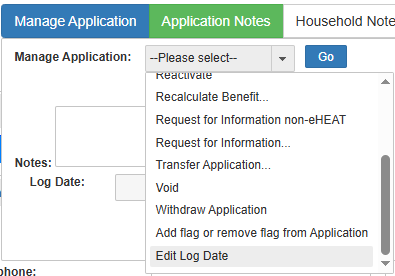 Manage Application Application Notes Household Note
Manage Application: --Please select-- Go
Reactivate
Recalculate Benefit...
Request for Information non-eHEAT
Request for Information...
Transfer Application...
Notes:
Void
Log Date:
Withdraw Application
Add flag or remove flag from Application
Edit Log Date
phone: